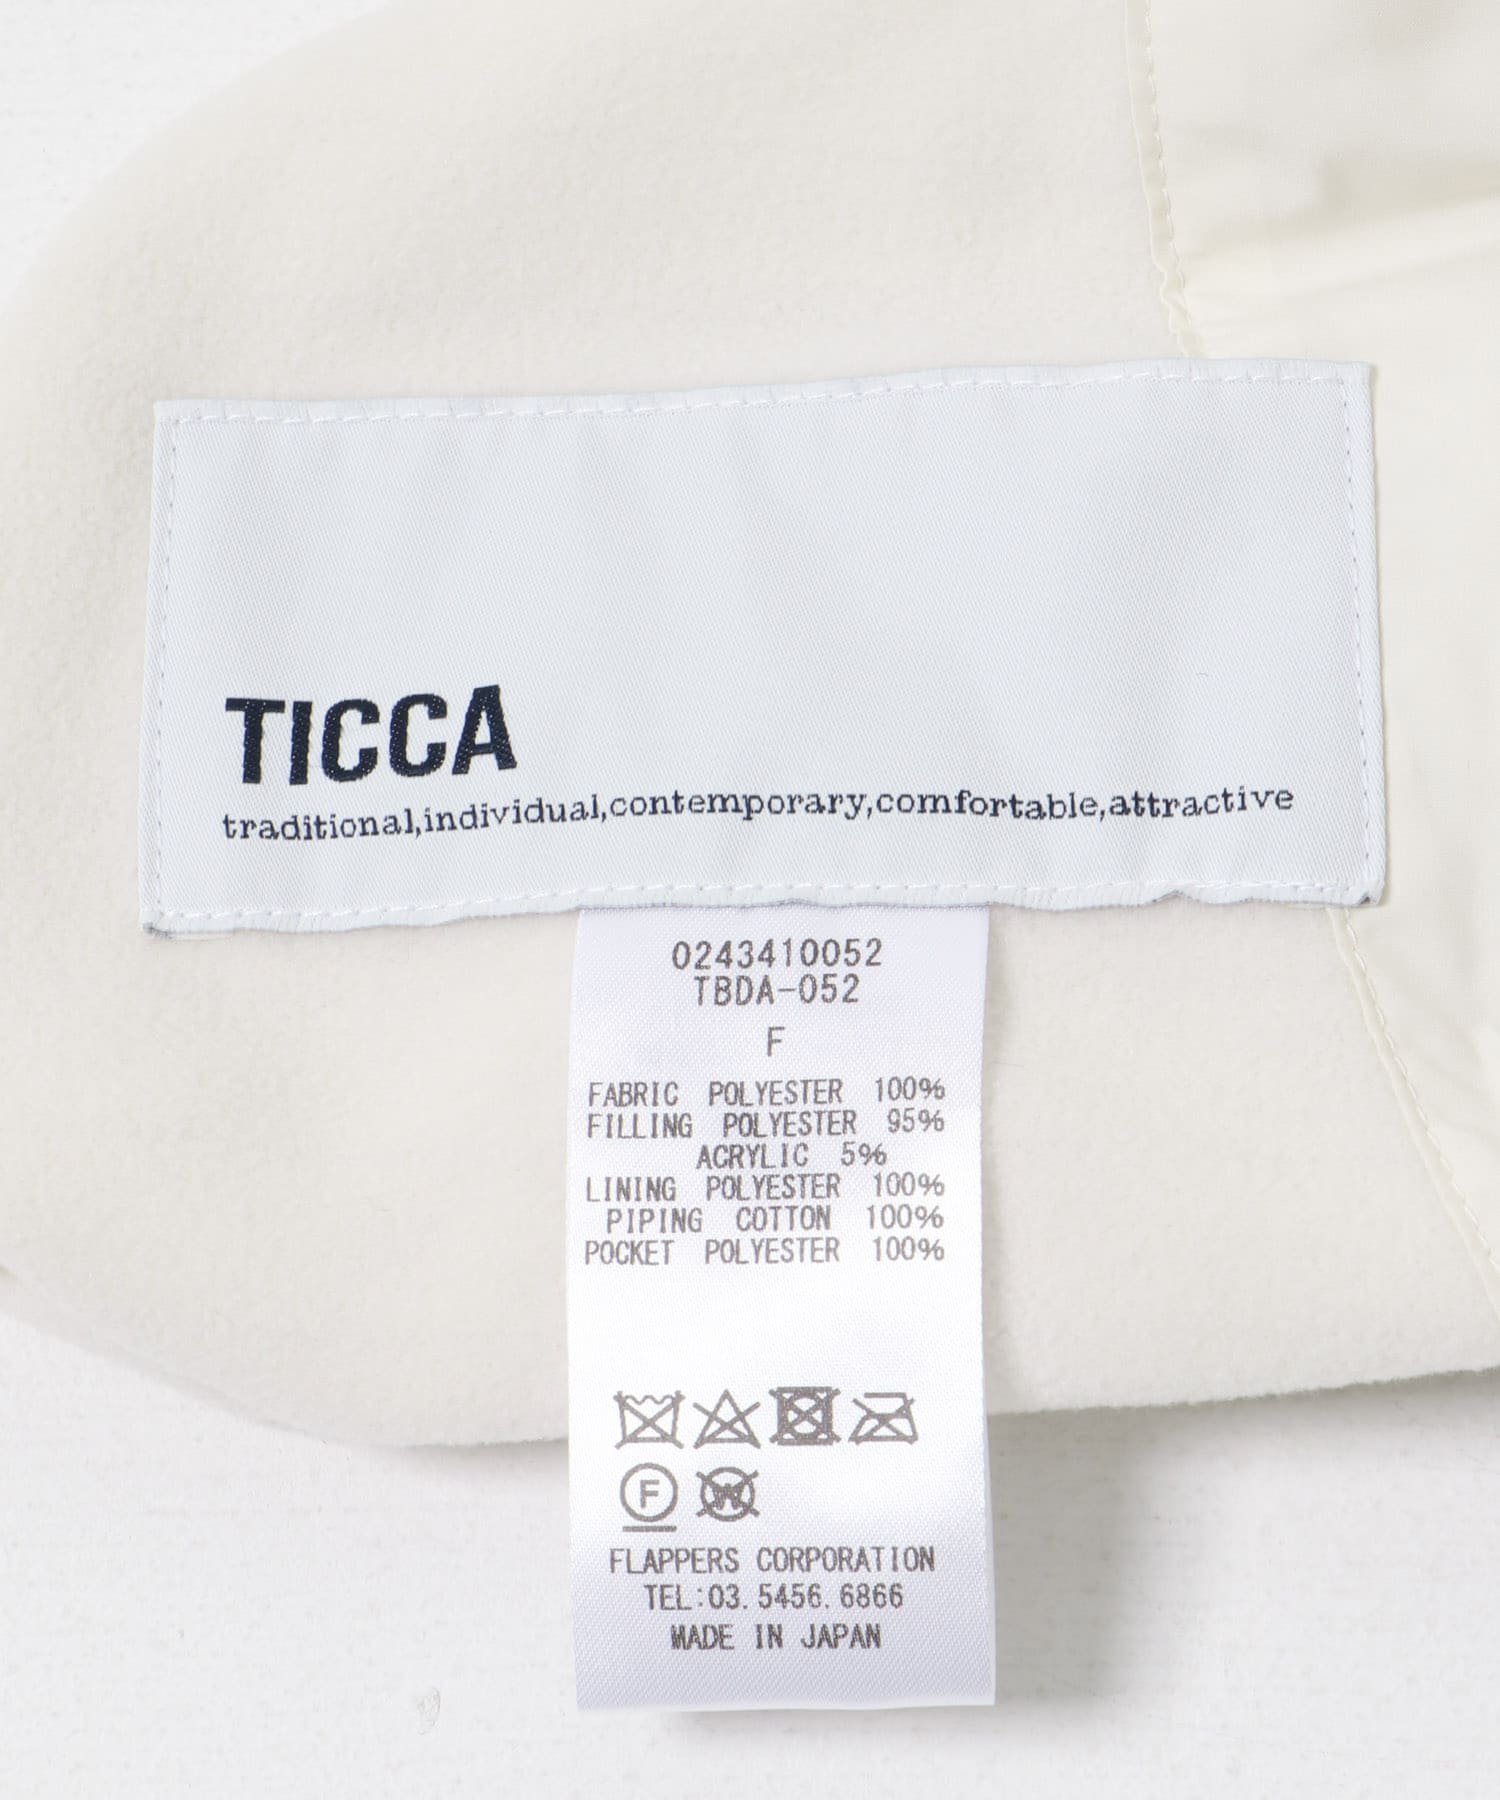 TICCA
traditional,individual,contemporary,comfortable,attractive
0243410052
TBDA-052
F
FABRIC POLYESTER 100%
FILLING POLYESTER 95%
ACRYLIC 5%
LINING POLYESTER 100%
PIPING COTTON 100%
POCKET POLYESTER 100%
F W
FLAPPERS CORPORATION
TEL:03.5456.6866
MADE IN JAPAN